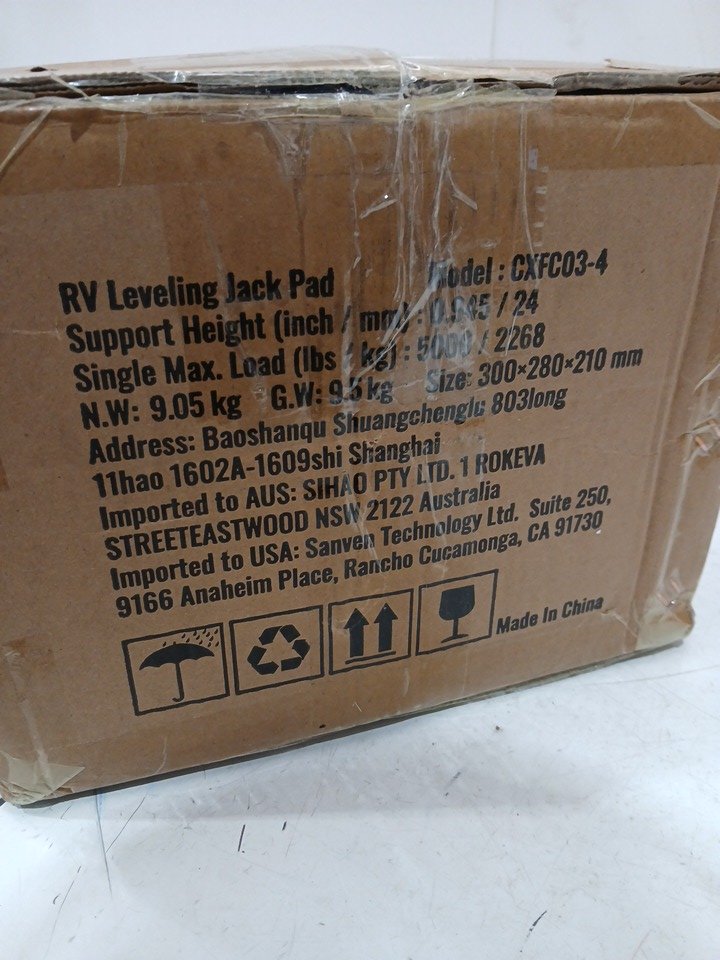 RV Leveling Jack Pad Model : CXFC03-4
Support Height (inch / mm) : 0.945 / 24
Single Max. Load (lbs / kg) : 5000 / 2268
N.W: 9.05 kg G.W: 9.5 kg Size: 300×280×210 mm
Address: Baoshanqu Shuangchenglu 803long
11hao 1602A-1609shi Shanghai
Imported to AUS: SIHAO PTY LTD. 1 ROKEVA
STREETEASTWOOD NSW 2122 Australia
Imported to USA: Sanven Technology Ltd. Suite 250,
9166 Anaheim Place, Rancho Cucamonga, CA 91730
Made In China